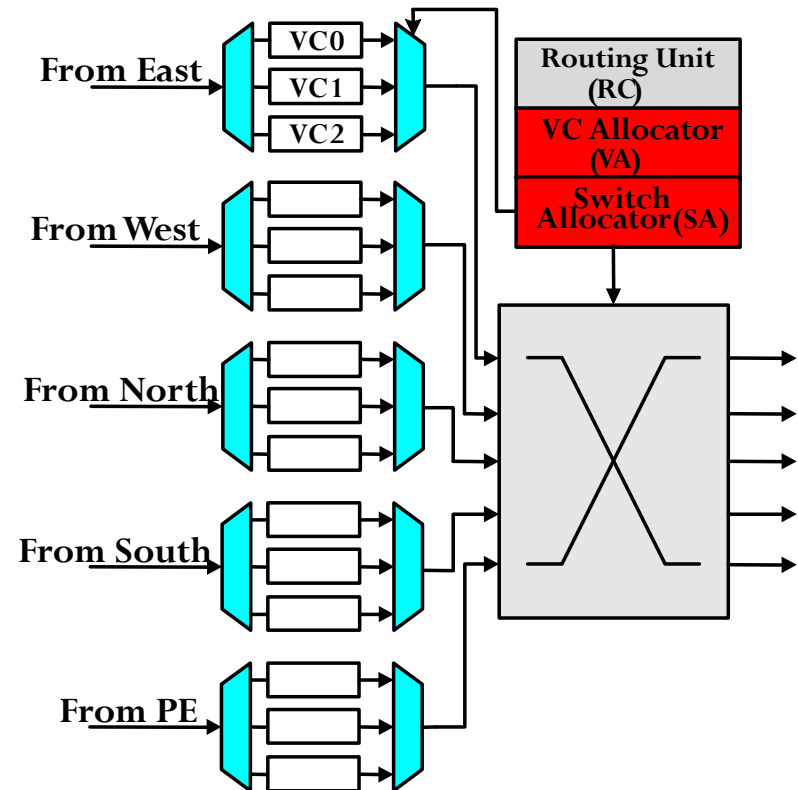 From East
VC0
VC1
VC2
Routing Unit
(RC)
VC Allocator
(VA)
Switch
Allocator(SA)
From West
From North
From South
From PE